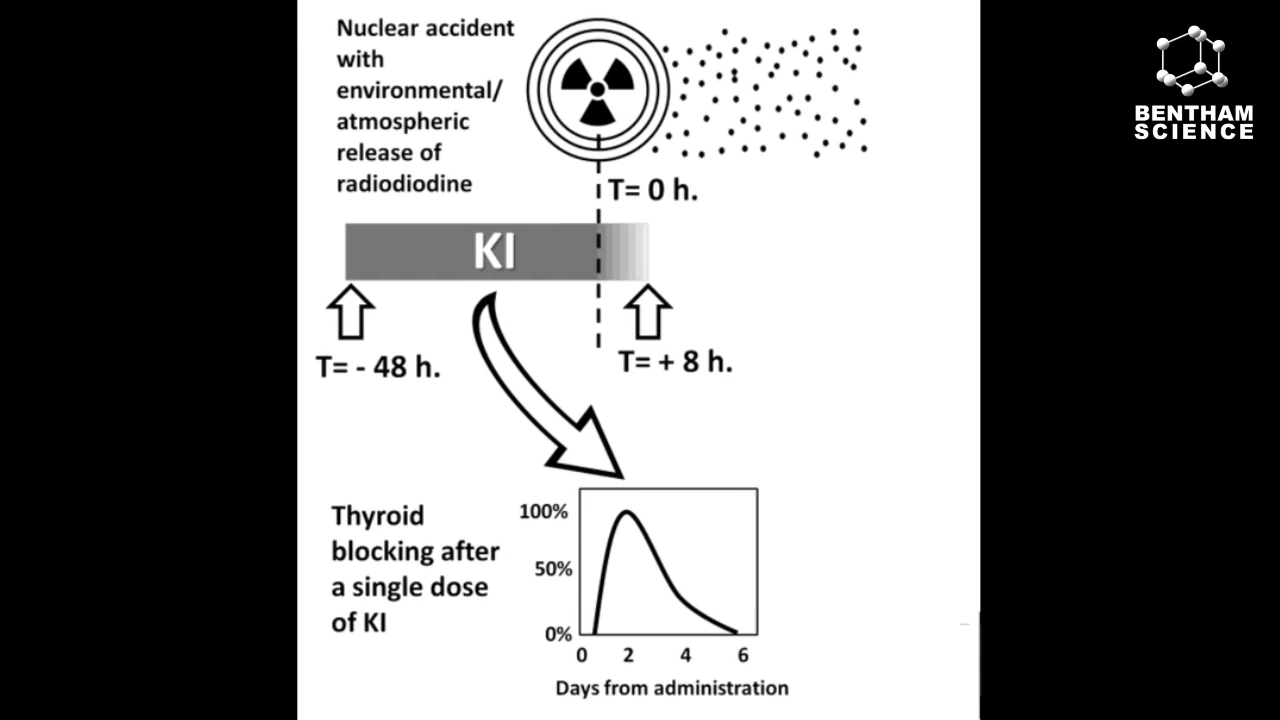 Nuclear accident
with
environmental/
atmospheric
release of
radiodiodine
BENTHAM
SCIENCE
T= 0 h.
KI
T= - 48 h.
T= + 8 h.
Thyroid
blocking after
a single dose
of KI
100%
50%
0%
0 2 4 6
Days from administration